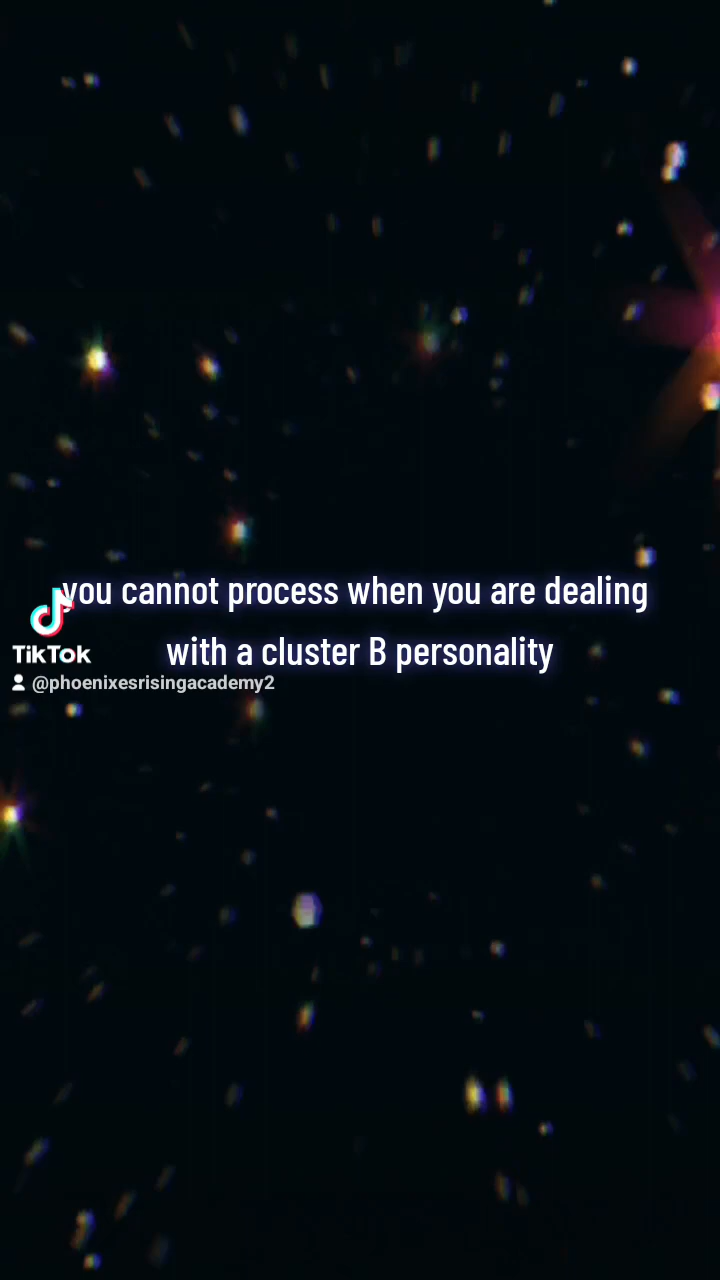 you cannot process when you are dealing
with a cluster B personality
TikTok
@phoenixesrisingacademy2